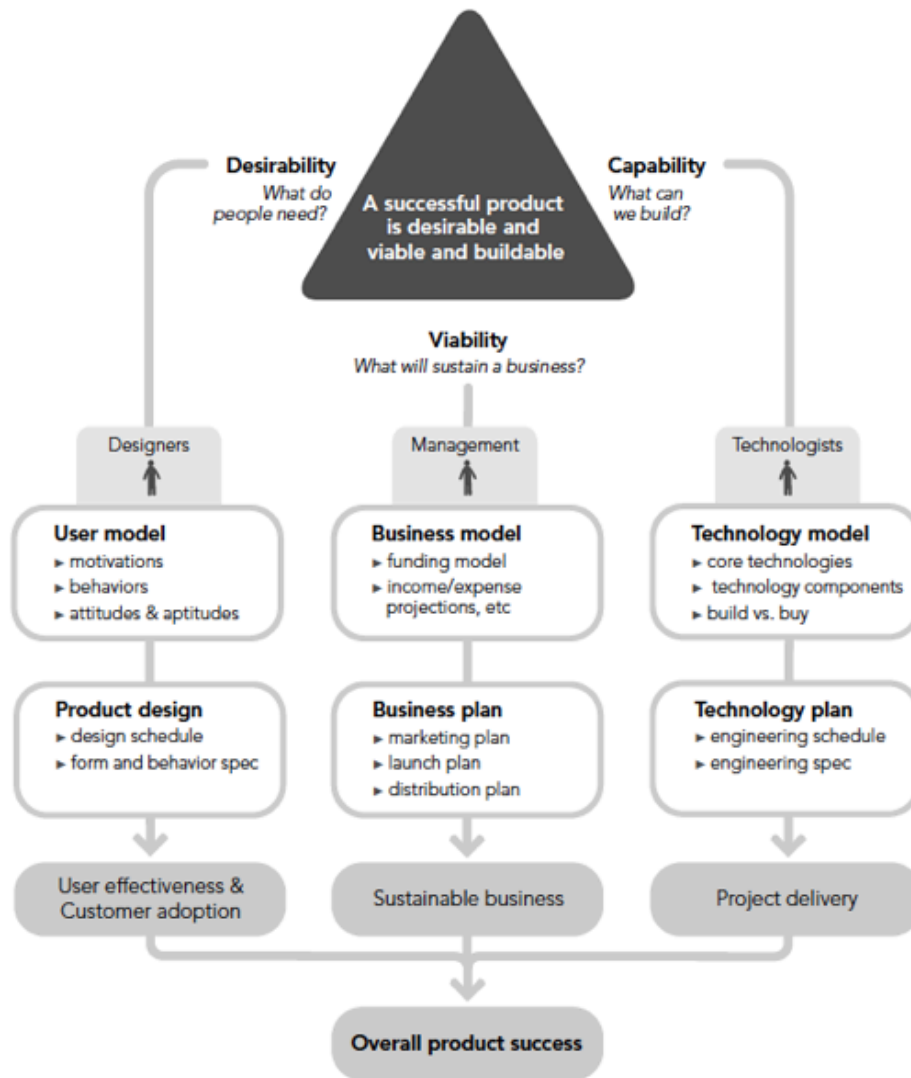 Desirability
What do
people need?
A successful product
is desirable and
viable and buildable
Capability
What can
we build?
Viability
What will sustain a business?
Designers
User model
▸ motivations
▸ behaviors
▸ attitudes & aptitudes
Product design
▸ design schedule
▸ form and behavior spec
User effectiveness &
Customer adoption
Management
Business model
▸ funding model
▸ income/expense
projections, etc
Business plan
▸ marketing plan
▸ launch plan
▸ distribution plan
Sustainable business
Technologists
Technology model
▸ core technologies
▸ technology components
▸ build vs. buy
Technology plan
▸ engineering schedule
▸ engineering spec
Project delivery
Overall product success